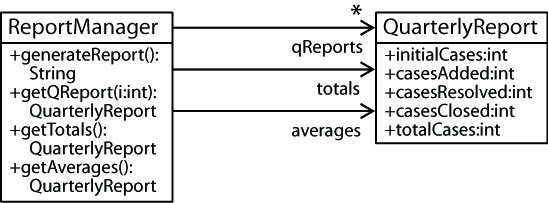 ReportManager
+generateReport():
String
+getQReport(i:int):
QuarterlyReport
+getTotals():
QuarterlyReport
+getAverages():
QuarterlyReport
*
qReports
totals
averages
QuarterlyReport
+initialCases:int
+casesAdded:int
+casesResolved:int
+casesClosed:int
+totalCases:int